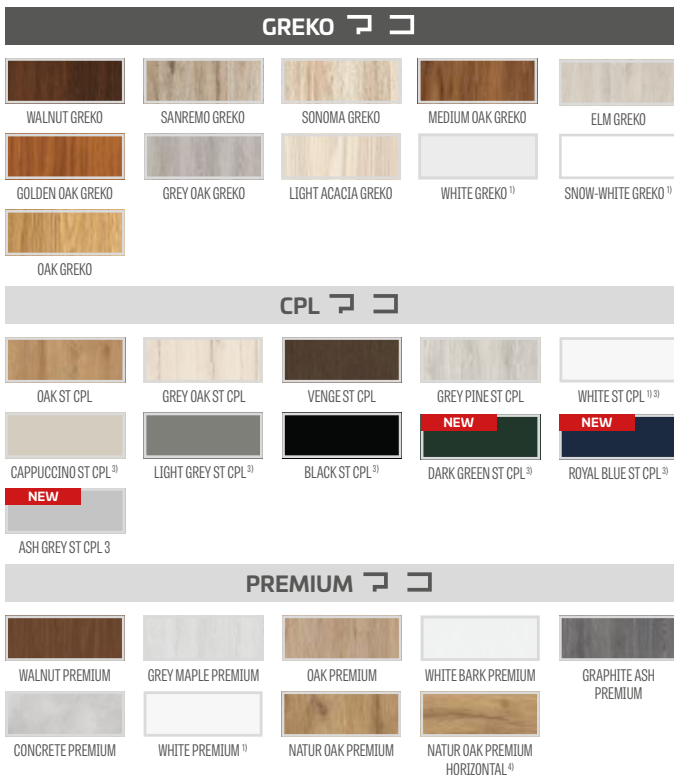 GREKO
WALNUT GREKO
SANREMO GREKO
SONOMA GREKO
MEDIUM OAK GREKO
ELM GREKO
GOLDEN OAK GREKO
GREY OAK GREKO
LIGHT ACACIA GREKO
WHITE GREKO 1)
SNOW-WHITE GREKO 1)
OAK GREKO
CPL
OAK ST CPL
GREY OAK ST CPL
VENGE ST CPL
GREY PINE ST CPL
WHITE ST CPL 1) 3)
CAPPUCCINO ST CPL 3)
LIGHT GREY ST CPL 3)
BLACK ST CPL 3)
NEW
DARK GREEN ST CPL 3)
NEW
ROYAL BLUE ST CPL 3)
NEW
ASH GREY ST CPL 3
PREMIUM
WALNUT PREMIUM
GREY MAPLE PREMIUM
OAK PREMIUM
WHITE BARK PREMIUM
GRAPHITE ASH
PREMIUM
CONCRETE PREMIUM
WHITE PREMIUM 1)
NATUR OAK PREMIUM
NATUR OAK PREMIUM
HORIZONTAL 4)